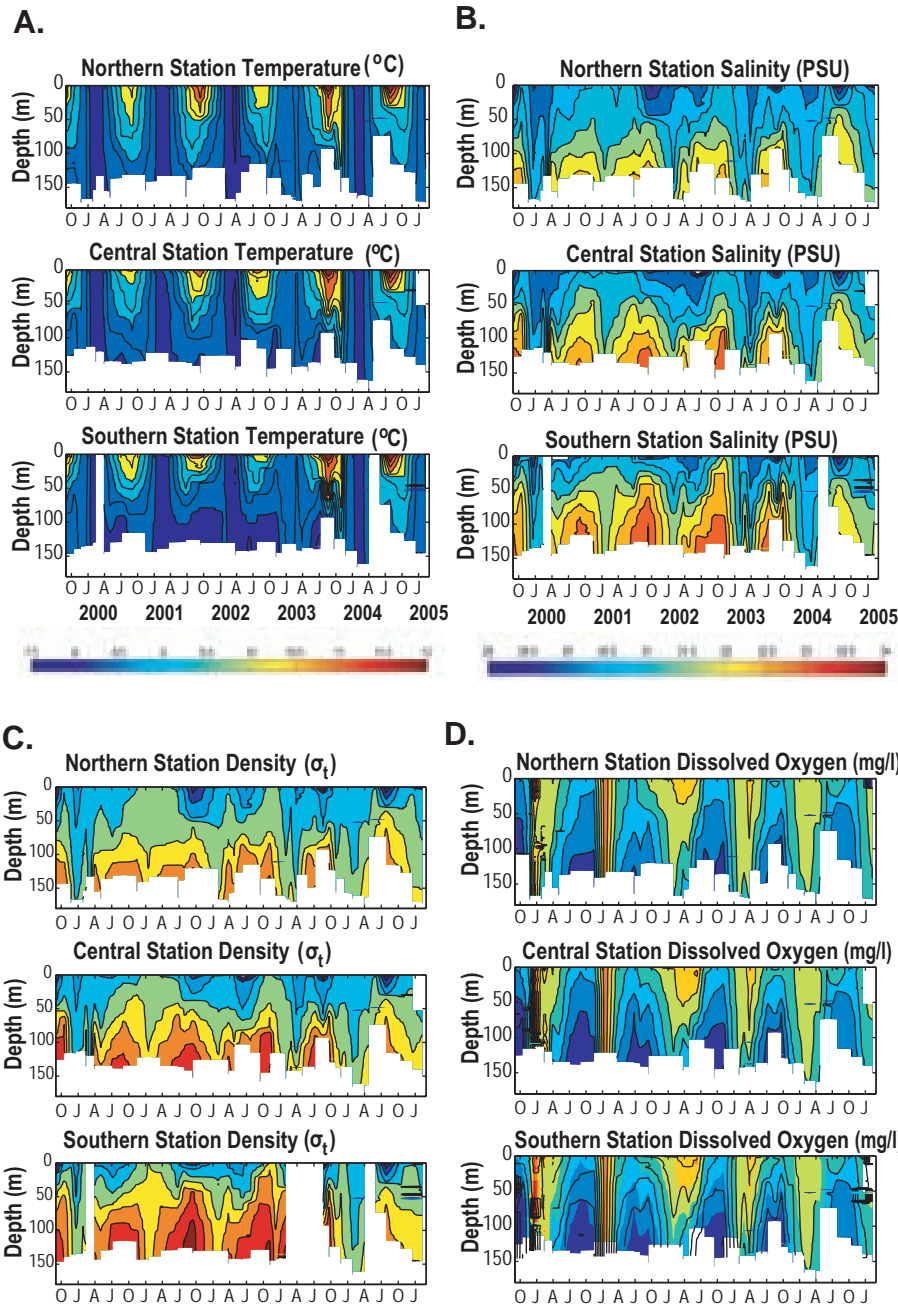 A.
Northern Station Temperature (°C)
0
50
100
150
Depth (m)
O J A J O J A J O J A J O J A J O J A J O J
Central Station Temperature (°C)
0
50
100
150
Depth (m)
O J A J O J A J O J A J O J A J O J A J O J
Southern Station Temperature (°C)
0
50
100
150
Depth (m)
O J A J O J A J O J A J O J A J O J A J O J
2000 2001 2002 2003 2004 2005
B.
Northern Station Salinity (PSU)
0
50
100
150
Depth (m)
O J A J O J A J O J A J O J A J O J A J O J
Central Station Salinity (PSU)
0
50
100
150
Depth (m)
O J A J O J A J O J A J O J A J O J A J O J
Southern Station Salinity (PSU)
0
50
100
150
Depth (m)
O J A J O J A J O J A J O J A J O J A J O J
2000 2001 2002 2003 2004 2005
C.
Northern Station Density (σt)
0
50
100
150
Depth (m)
O J A J O J A J O J A J O J A J O J A J O J
Central Station Density (σt)
0
50
100
150
Depth (m)
O J A J O J A J O J A J O J A J O J A J O J
Southern Station Density (σt)
0
50
100
150
Depth (m)
O J A J O J A J O J A J O J A J O J A J O J
D.
Northern Station Dissolved Oxygen (mg/l)
0
50
100
150
Depth (m)
O J A J O J A J O J A J O J A J O J A J O J
Central Station Dissolved Oxygen (mg/l)
0
50
100
150
Depth (m)
O J A J O J A J O J A J O J A J O J A J O J
Southern Station Dissolved Oxygen (mg/l)
0
50
100
150
Depth (m)
O J A J O J A J O J A J O J A J O J A J O J